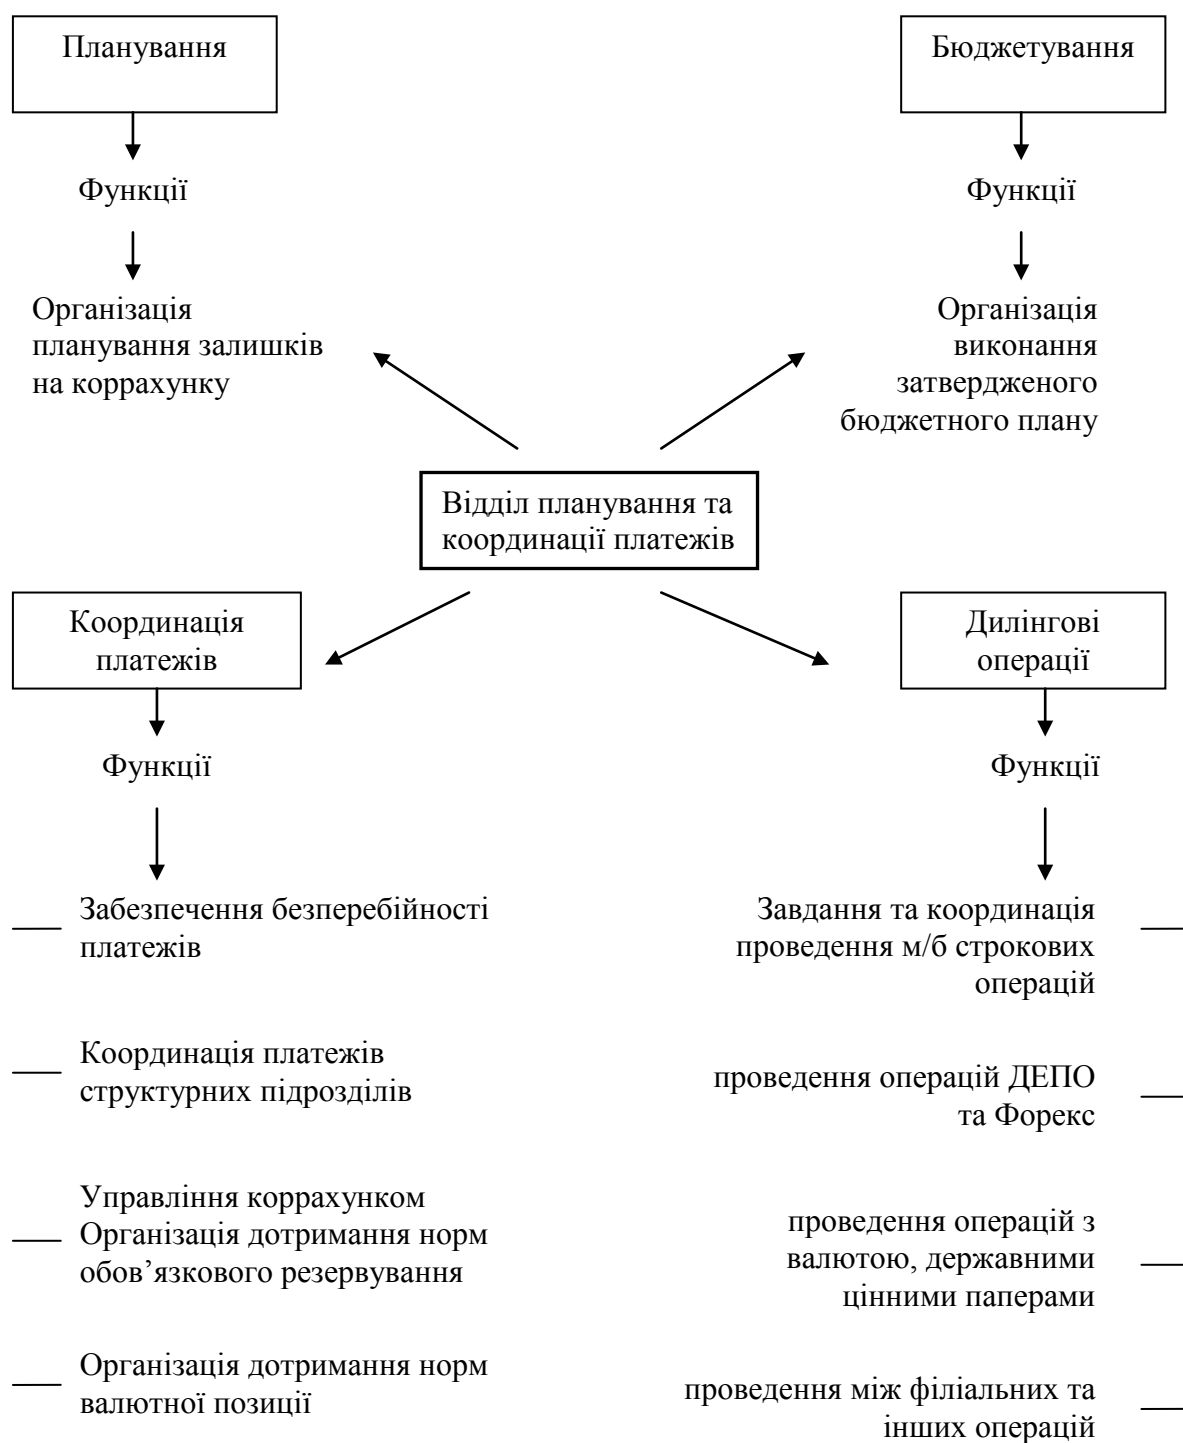 Планування
Бюджетування
Функції
Функції
Організація
планування залишків
на коррахунку
Організація
виконання
затвердженого
бюджетного плану
Відділ планування та
координації платежів
Координація
платежів
Дилінгові
операції
Функції
Функції
Забезпечення безперебійності
платежів
Завдання та координація
проведення м/б строкових
операцій
Координація платежів
структурних підрозділів
проведення операцій ДЕПО
та Форекс
Управління коррахунком
Організація дотримання норм
обов’язкового резервування
проведення операцій з
валютою, державними
цінними паперами
Організація дотримання норм
валютної позиції
проведення між філіальних та
інших операцій